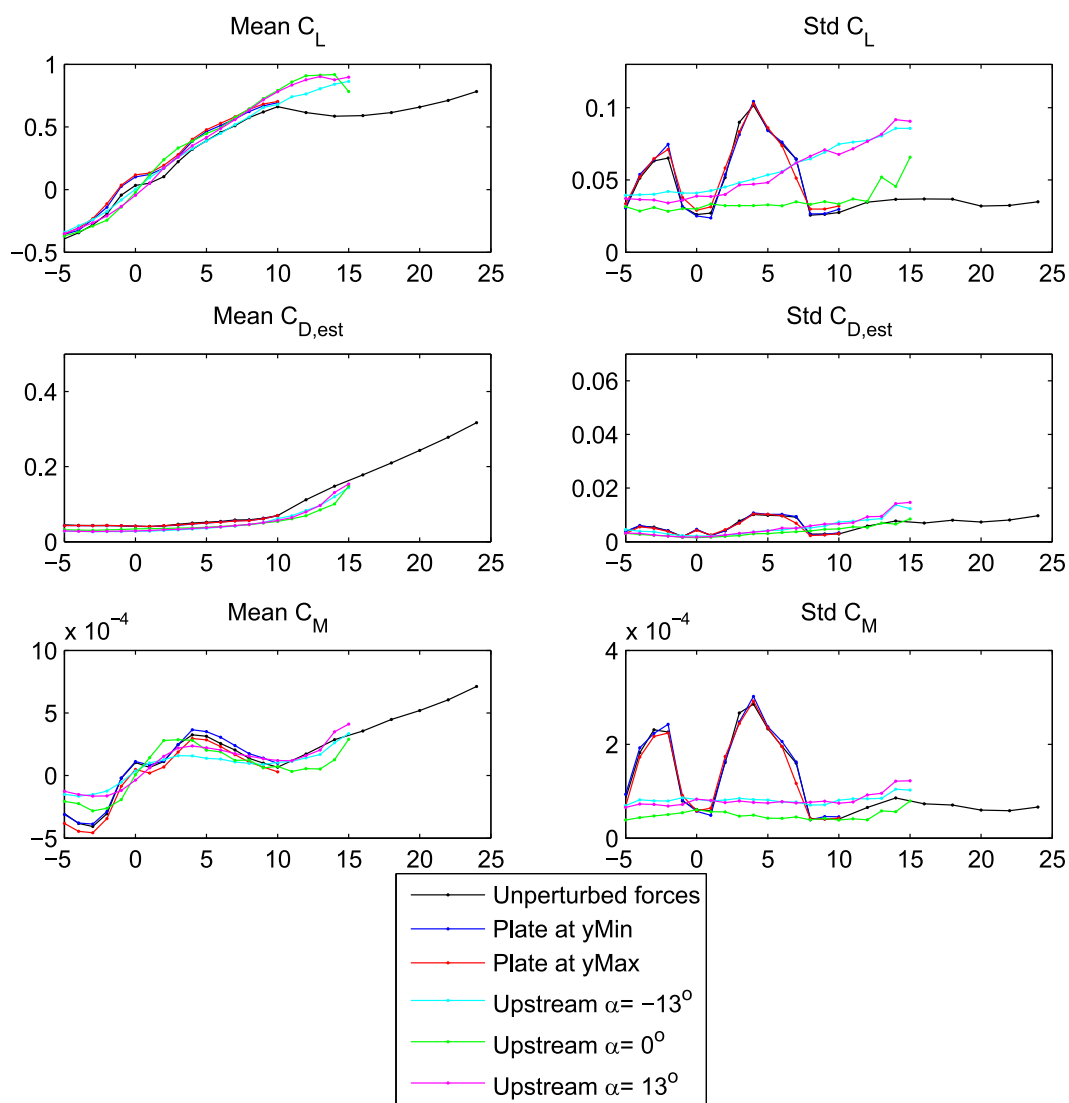 Mean C_L
1
0.5
0
−0.5
−5 0 5 10 15 20 25
Std C_L
0.1
0.05
0
−5 0 5 10 15 20 25
Mean C_D,est
0.4
0.2
0
−5 0 5 10 15 20 25
Std C_D,est
0.06
0.04
0.02
0
−5 0 5 10 15 20 25
Mean C_M
x 10^−4
10
5
0
−5
−5 0 5 10 15 20 25
Std C_M
x 10^−4
4
2
0
−5 0 5 10 15 20 25
Unperturbed forces
Plate at yMin
Plate at yMax
Upstream α= −13°
Upstream α= 0°
Upstream α= 13°